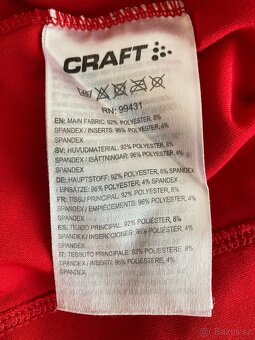 CRAFT
RN: 99431
EN: MAIN FABRIC: 92% POLYESTER, 8%
SPANDEX / INSERTS: 96% POLYESTER, 4%
SPANDEX
SV: HUVUDMATERIAL: 92% POLYESTER, 8%
SPANDEX / ISÄTTNINGAR: 96% POLYESTER, 4%
SPANDEX
DE: HAUPTSTOFF: 92% POLYESTER, 8% SPANDEX
/ EINSÄTZE: 96% POLYESTER, 4% SPANDEX
FR: TISSU PRINCIPAL: 92% POLYESTER, 8%
SPANDEX / EMPIECEMENTS: 96% POLYESTER, 4%
SPANDEX
ES: TEJIDO PRINCIPAL: 92% POLIÉSTER, 8%
SPANDEX / INSERCIONES: 96% POLIÉSTER, 4%
SPANDEX
IT: TESSUTO PRINCIPALE: 92% POLIESTERE, 8%
SPANDEX / INSERTI: 96% POLIESTERE, 4%
SPANDEX